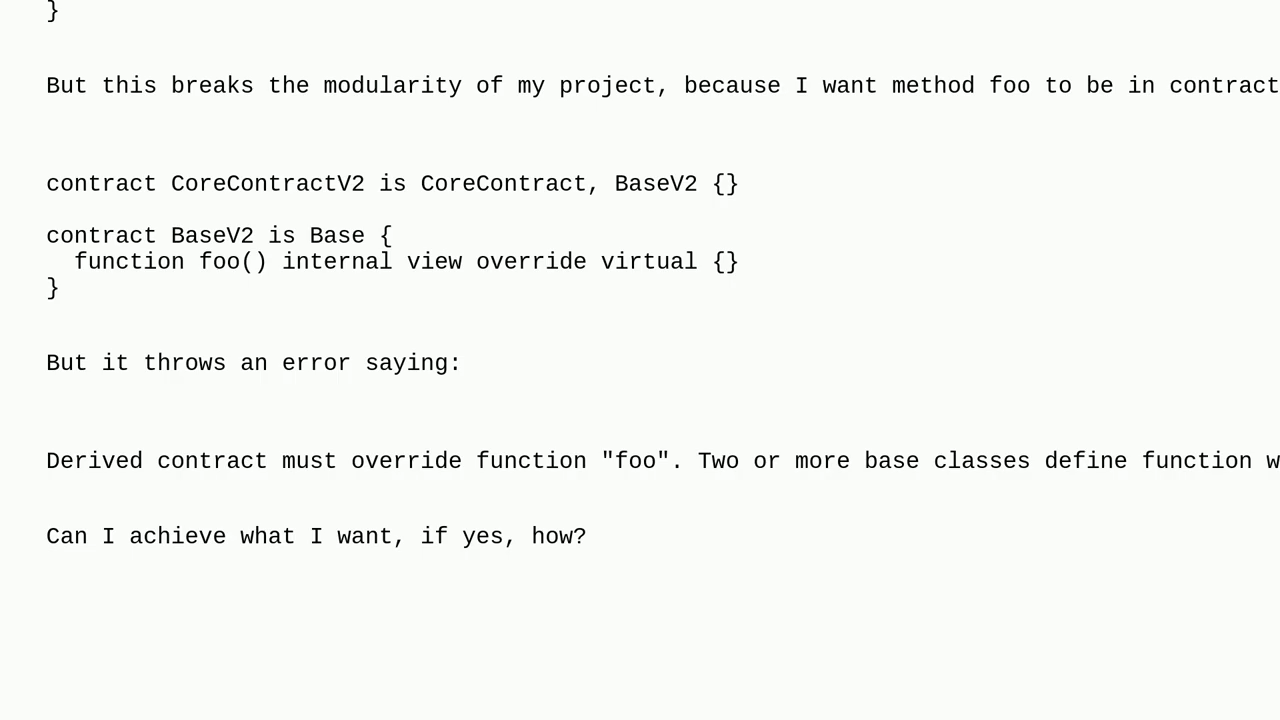 }
But this breaks the modularity of my project, because I want method foo to be in contract
contract CoreContractV2 is CoreContract, BaseV2 {}
contract BaseV2 is Base {
  function foo() internal view override virtual {}
}
But it throws an error saying:
Derived contract must override function "foo". Two or more base classes define function w
Can I achieve what I want, if yes, how?